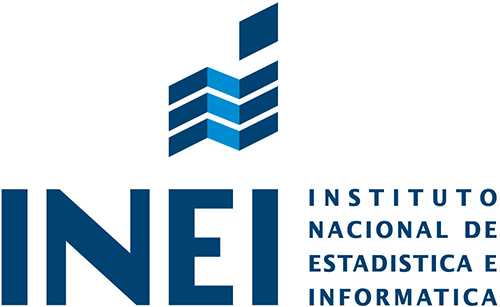 INEI
INSTITUTO
NACIONAL DE
ESTADISTICA E
INFORMATICA